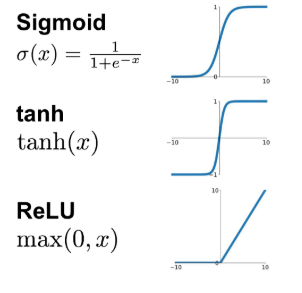 Sigmoid
σ(x) = 1/(1+e^{-x})
1
0
-10
10
tanh
tanh(x)
1
-10
10
-1
ReLU
max(0, x)
10
0
-10
10